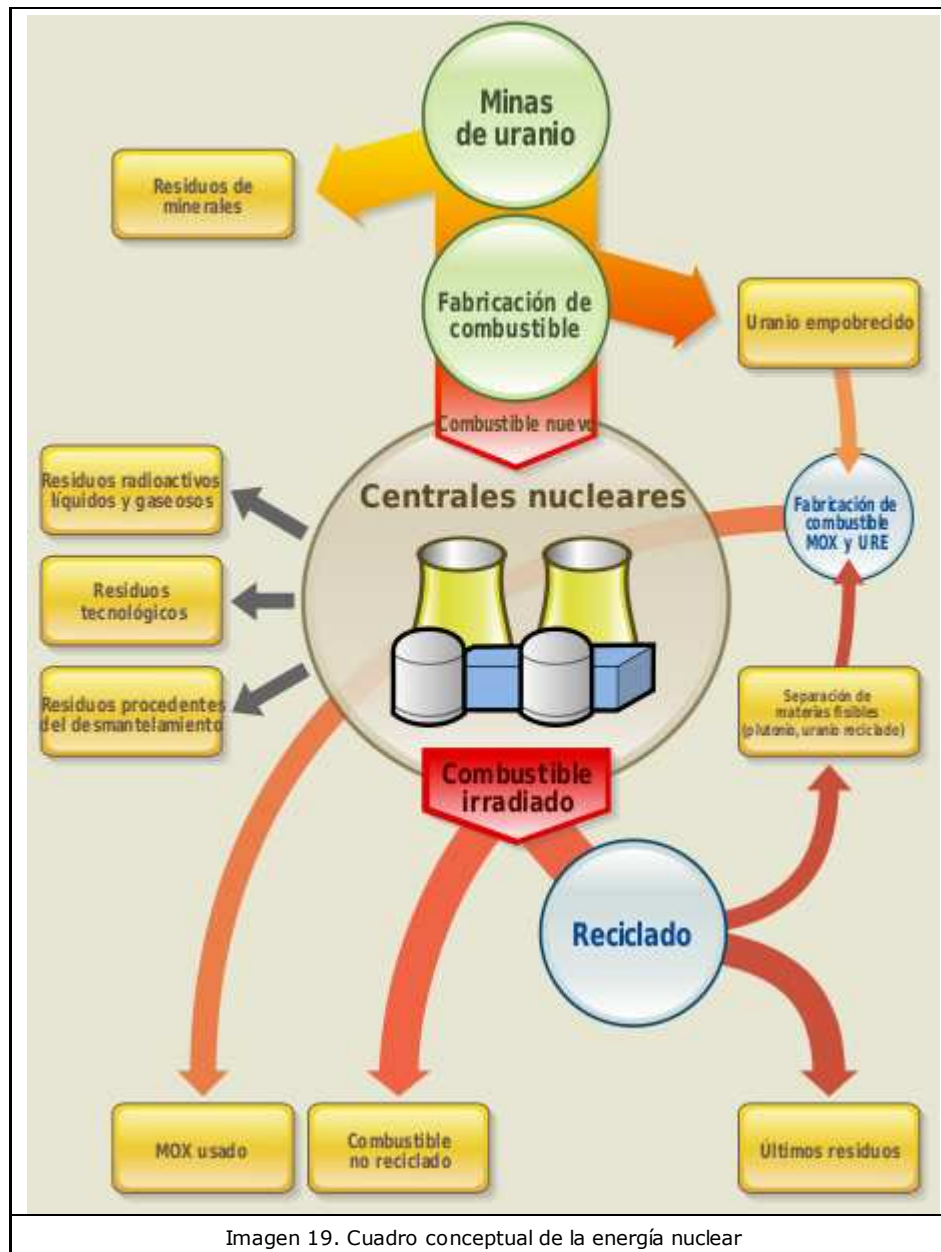 Minas
de uranio
Residuos de
minerales
Fabricación de
combustible
Uranio empobrecido
Combustible nuevo
Residuos radioactivos
líquidos y gaseosos
Centrales nucleares
Fabricación de
combustible
MOX y URE
Residuos
tecnológicos
Residuos procedentes
del desmantelamiento
Separación de
materias fisibles
(plutonio, uranio reciclado)
Combustible
irradiado
Reciclado
MOX usado
Combustible
no reciclado
Últimos residuos
Imagen 19. Cuadro conceptual de la energía nuclear